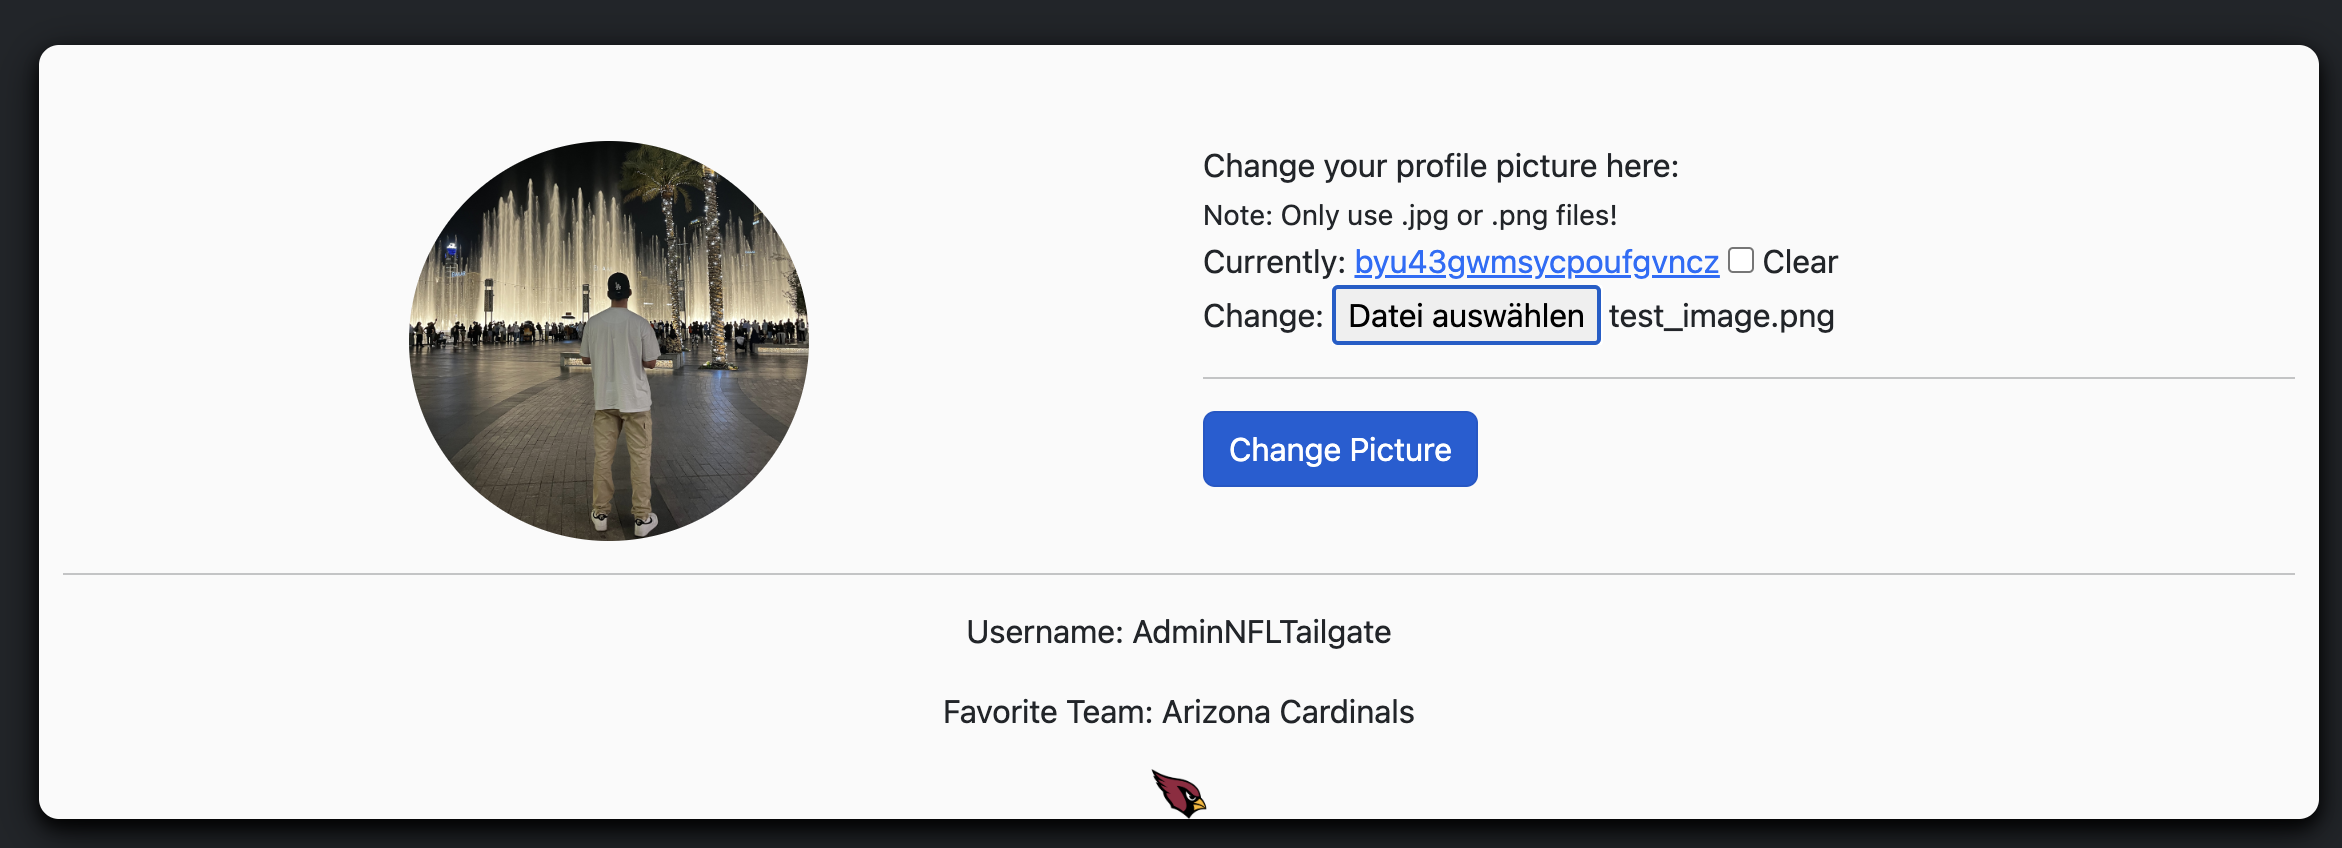 Change your profile picture here:
Note: Only use .jpg or .png files!
Currently: byu43gwmsycpoufgvncz Clear
Change: Datei auswählen test_image.png
Change Picture
Username: AdminNFLTailgate
Favorite Team: Arizona Cardinals